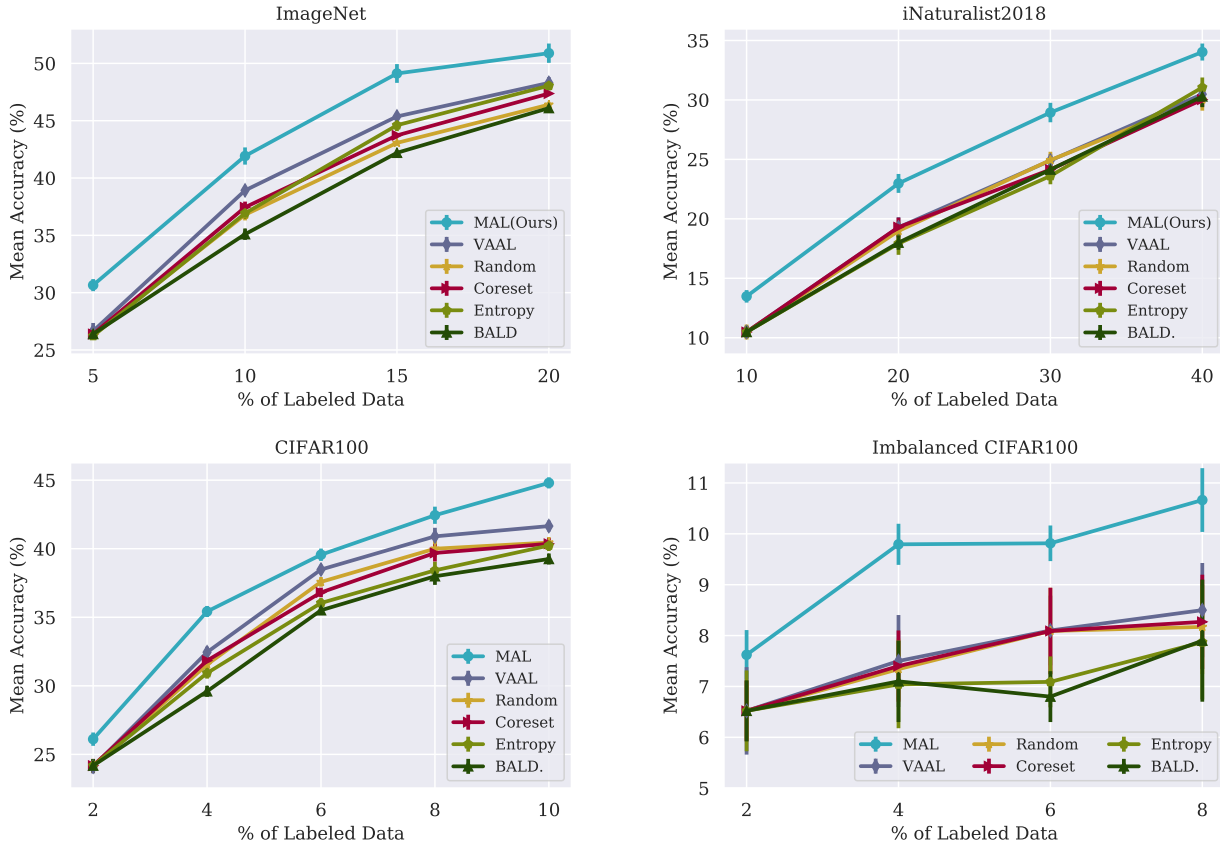 ImageNet
Mean Accuracy (%)
50
45
40
35
30
25
MAL(Ours)
VAAL
Random
Coreset
Entropy
BALD
5 10 15 20
% of Labeled Data
iNaturalist2018
Mean Accuracy (%)
35
30
25
20
15
10
MAL(Ours)
VAAL
Random
Coreset
Entropy
BALD.
10 20 30 40
% of Labeled Data
CIFAR100
Mean Accuracy (%)
45
40
35
30
25
MAL
VAAL
Random
Coreset
Entropy
BALD.
2 4 6 8 10
% of Labeled Data
Imbalanced CIFAR100
Mean Accuracy (%)
11
10
9
8
7
6
5
MAL Random Entropy
VAAL Coreset BALD.
2 4 6 8
% of Labeled Data